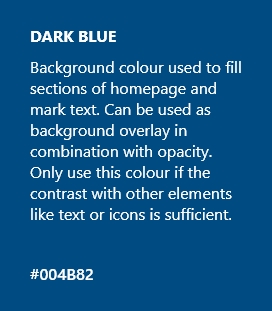 DARK BLUE
Background colour used to fill
sections of homepage and
mark text. Can be used as
background overlay in
combination with opacity.
Only use this colour if the
contrast with other elements
like text or icons is sufficient.
#004B82